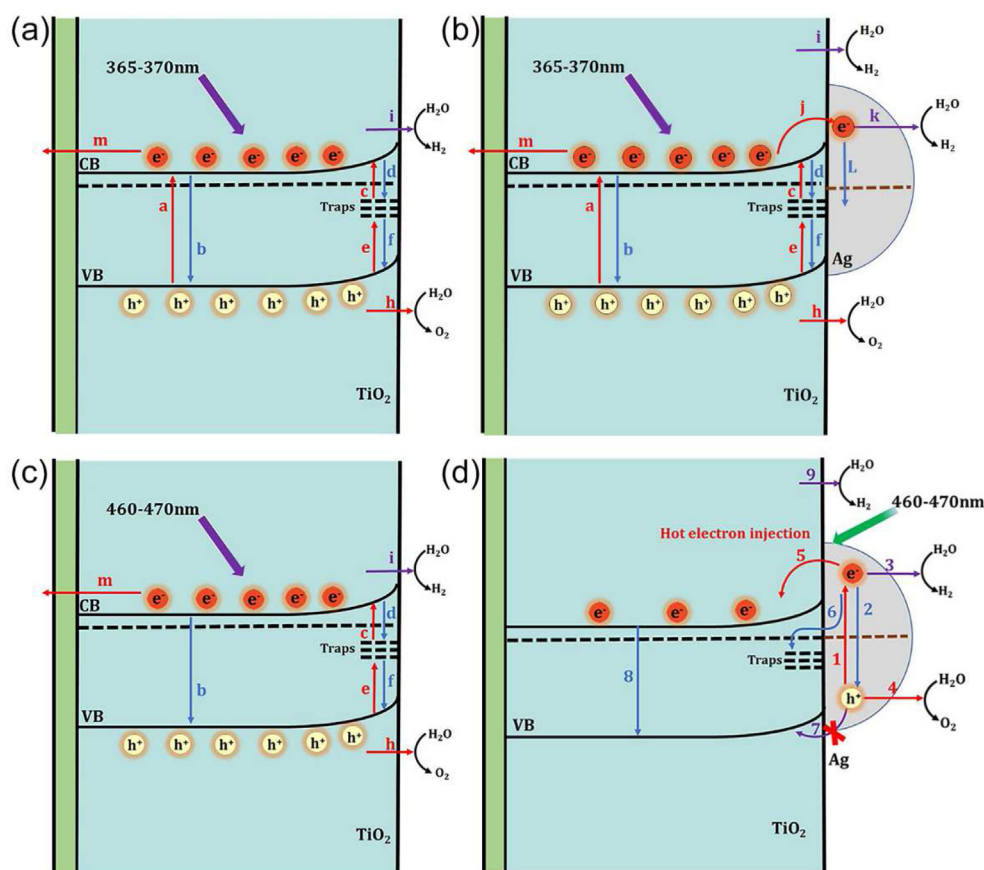 (a)
365-370nm
i
H₂O
H₂
m
e⁻ e⁻ e⁻ e⁻ e⁻
CB
a
b
c
d
Traps
e
f
VB
h⁺ h⁺ h⁺ h⁺ h⁺ h⁺
h
H₂O
O₂
TiO₂
(b)
i
H₂O
H₂
365-370nm
j
e⁻
k
H₂O
H₂
m
e⁻ e⁻ e⁻ e⁻ e⁻
CB
a
b
c
d
L
Traps
e
f
VB
Ag
h⁺ h⁺ h⁺ h⁺ h⁺ h⁺
h
H₂O
O₂
TiO₂
(c)
460-470nm
i
H₂O
H₂
m
e⁻ e⁻ e⁻ e⁻ e⁻
CB
b
c
d
Traps
e
f
VB
h⁺ h⁺ h⁺ h⁺ h⁺ h⁺
h
H₂O
O₂
TiO₂
(d)
9
H₂O
H₂
460-470nm
Hot electron injection
5
e⁻
3
H₂O
H₂
e⁻ e⁻ e⁻
6
2
Traps
8
1
h⁺
4
H₂O
O₂
VB
7
Ag
TiO₂